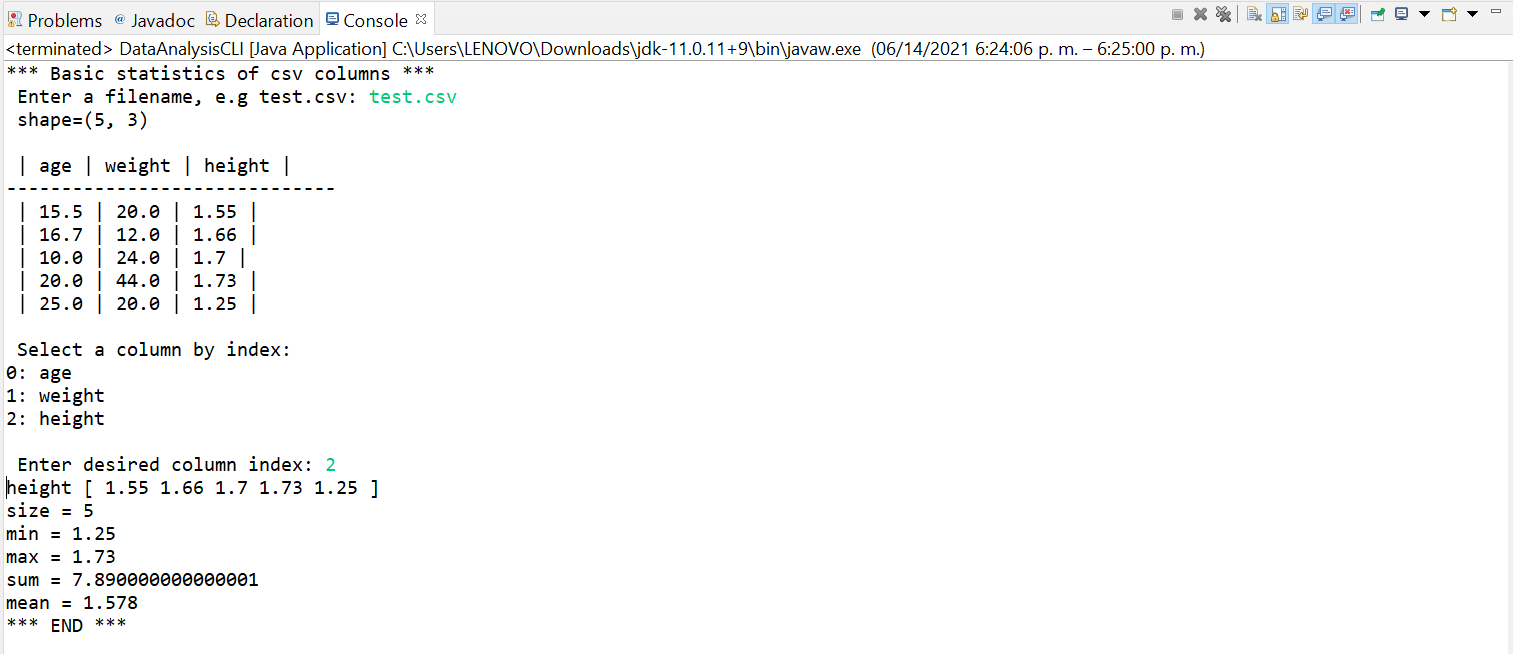 Problems @ Javadoc Declaration Console
<terminated> DataAnalysisCLI [Java Application] C:\Users\LENOVO\Downloads\jdk-11.0.11+9\bin\javaw.exe (06/14/2021 6:24:06 p. m. – 6:25:00 p. m.)
*** Basic statistics of csv columns ***
Enter a filename, e.g test.csv: test.csv
shape=(5, 3)
| age | weight | height |
------------------------------
| 15.5 | 20.0 | 1.55 |
| 16.7 | 12.0 | 1.66 |
| 10.0 | 24.0 | 1.7 |
| 20.0 | 44.0 | 1.73 |
| 25.0 | 20.0 | 1.25 |
Select a column by index:
0: age
1: weight
2: height
Enter desired column index: 2
height [ 1.55 1.66 1.7 1.73 1.25 ]
size = 5
min = 1.25
max = 1.73
sum = 7.890000000000001
mean = 1.578
*** END ***